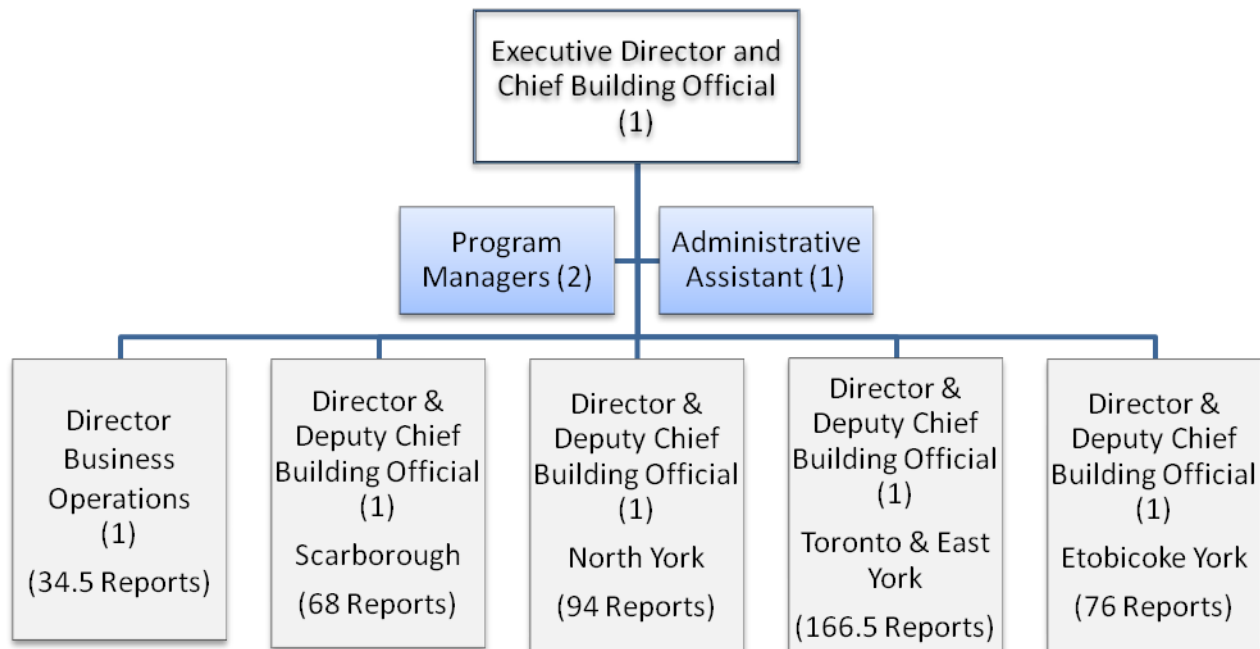 Executive Director and
Chief Building Official
(1)
Program
Managers (2)
Administrative
Assistant (1)
Director
Business
Operations
(1)
(34.5 Reports)
Director &
Deputy Chief
Building Official
(1)
Scarborough
(68 Reports)
Director &
Deputy Chief
Building Official
(1)
North York
(94 Reports)
Director &
Deputy Chief
Building Official
(1)
Toronto & East
York
(166.5 Reports)
Director &
Deputy Chief
Building Official
(1)
Etobicoke York
(76 Reports)